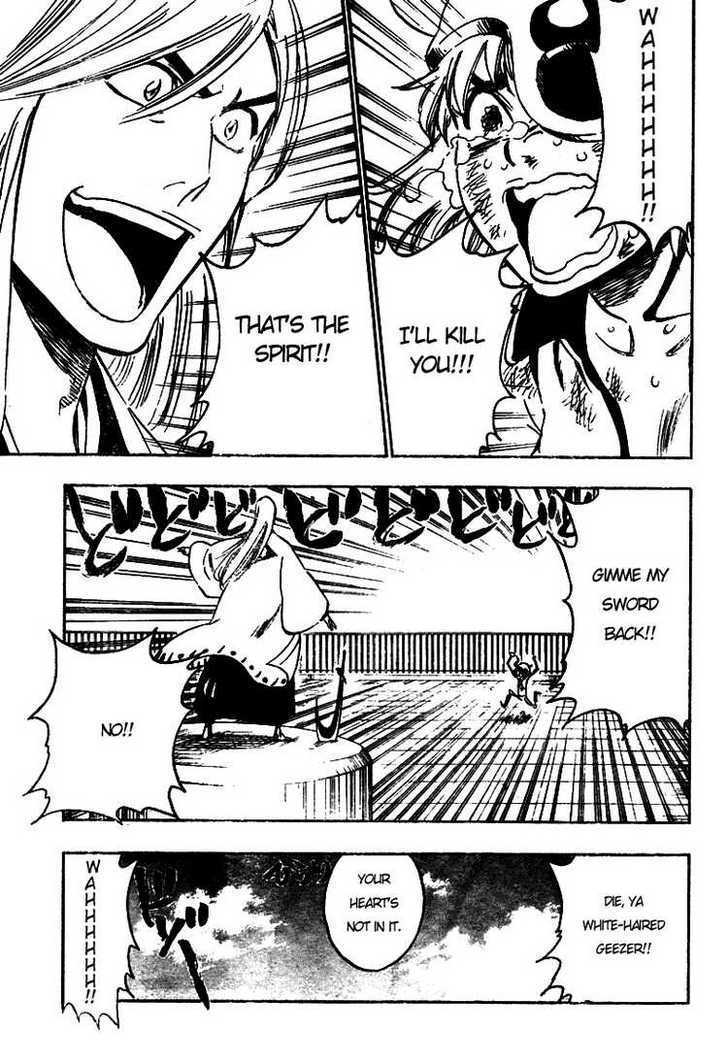 WAHHHHHHH!!
I'LL KILL
YOU!!!
THAT'S THE
SPIRIT!!
GIMME MY
SWORD
BACK!!
NO!!
DIE, YA
WHITE-HAIRED
GEEZER!!
YOUR
HEART'S
NOT IN IT.
WAHHHHHHH!!